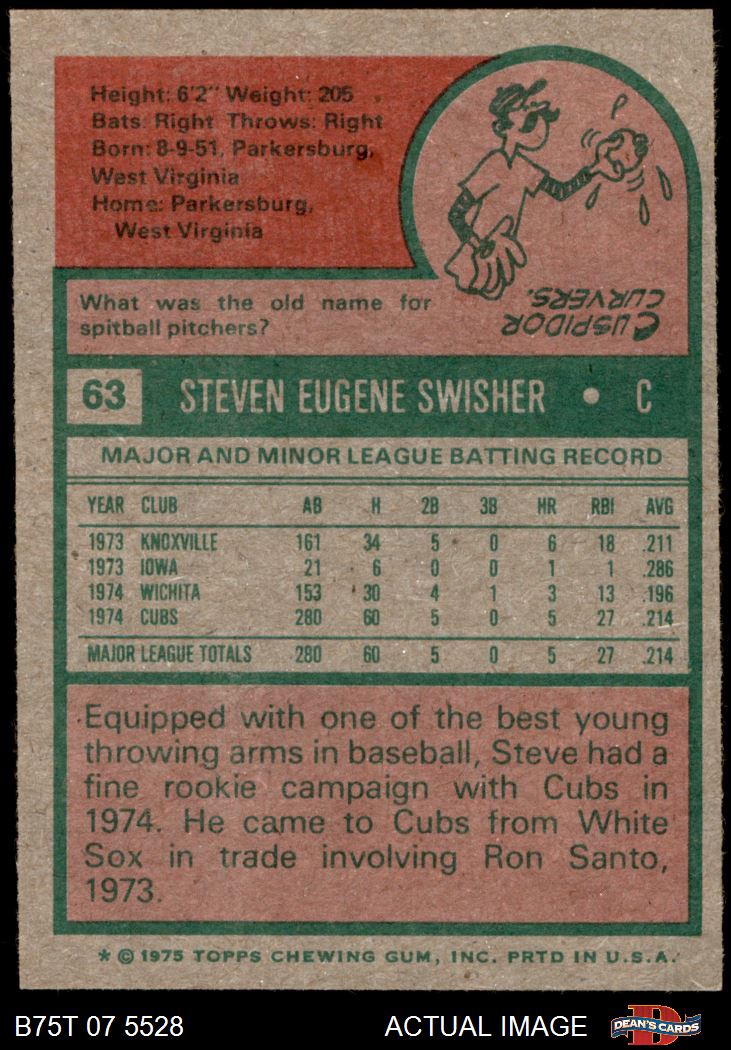 Height: 6'2" Weight: 205
Bats: Right Throws: Right
Born: 8-9-51, Parkersburg,
West Virginia
Home: Parkersburg,
West Virginia
What was the old name for
spitball pitchers?
CUSPIDOR
CURVERS.
63 STEVEN EUGENE SWISHER • C
MAJOR AND MINOR LEAGUE BATTING RECORD
YEAR CLUB AB H 2B 3B HR RBI AVG
1973 KNOXVILLE 161 34 5 0 6 18 .211
1973 IOWA 21 6 0 0 1 1 .286
1974 WICHITA 153 30 4 1 3 13 .196
1974 CUBS 280 60 5 0 5 27 .214
MAJOR LEAGUE TOTALS 280 60 5 0 5 27 .214
Equipped with one of the best young
throwing arms in baseball, Steve had a
fine rookie campaign with Cubs in
1974. He came to Cubs from White
Sox in trade involving Ron Santo,
1973.
* © 1975 TOPPS CHEWING GUM, INC. PRTD IN U.S.A.
B75T 07 5528 ACTUAL IMAGE D DEAN'S CARDS